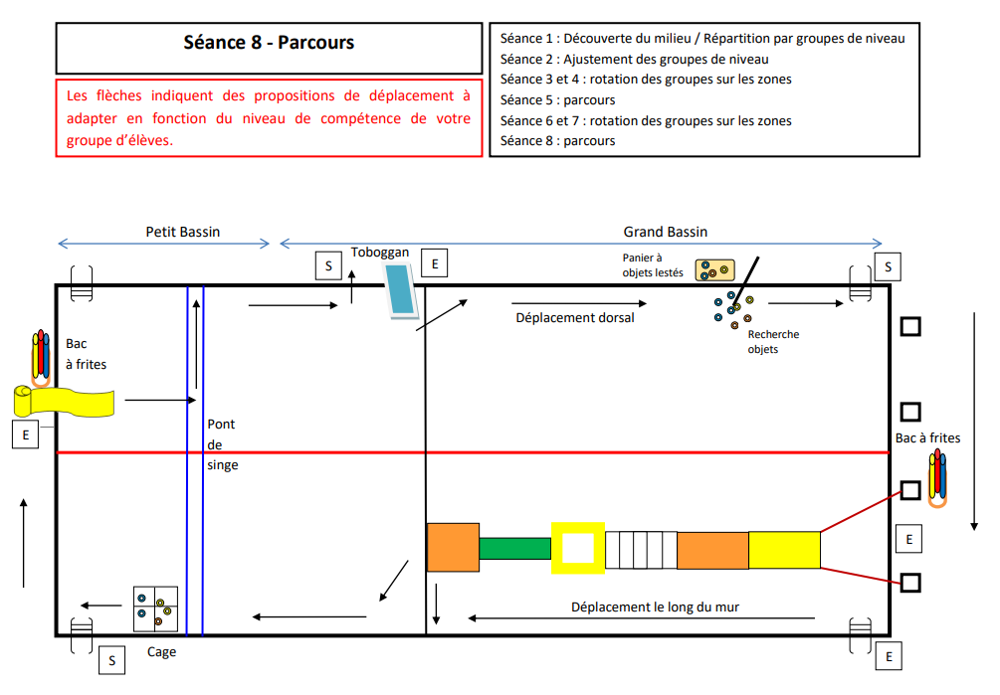 Séance 8 - Parcours
Les flèches indiquent des propositions de déplacement à
adapter en fonction du niveau de compétence de votre
groupe d'élèves.
Séance 1 : Découverte du milieu / Répartition par groupes de niveau
Séance 2 : Ajustement des groupes de niveau
Séance 3 et 4 : rotation des groupes sur les zones
Séance 5 : parcours
Séance 6 et 7 : rotation des groupes sur les zones
Séance 8 : parcours
Petit Bassin
Grand Bassin
S
Toboggan
E
Panier à
objets lestés
S
Déplacement dorsal
Recherche
objets
Bac
à frites
E
Pont
de
singe
Bac à frites
E
Déplacement le long du mur
Cage
S
E